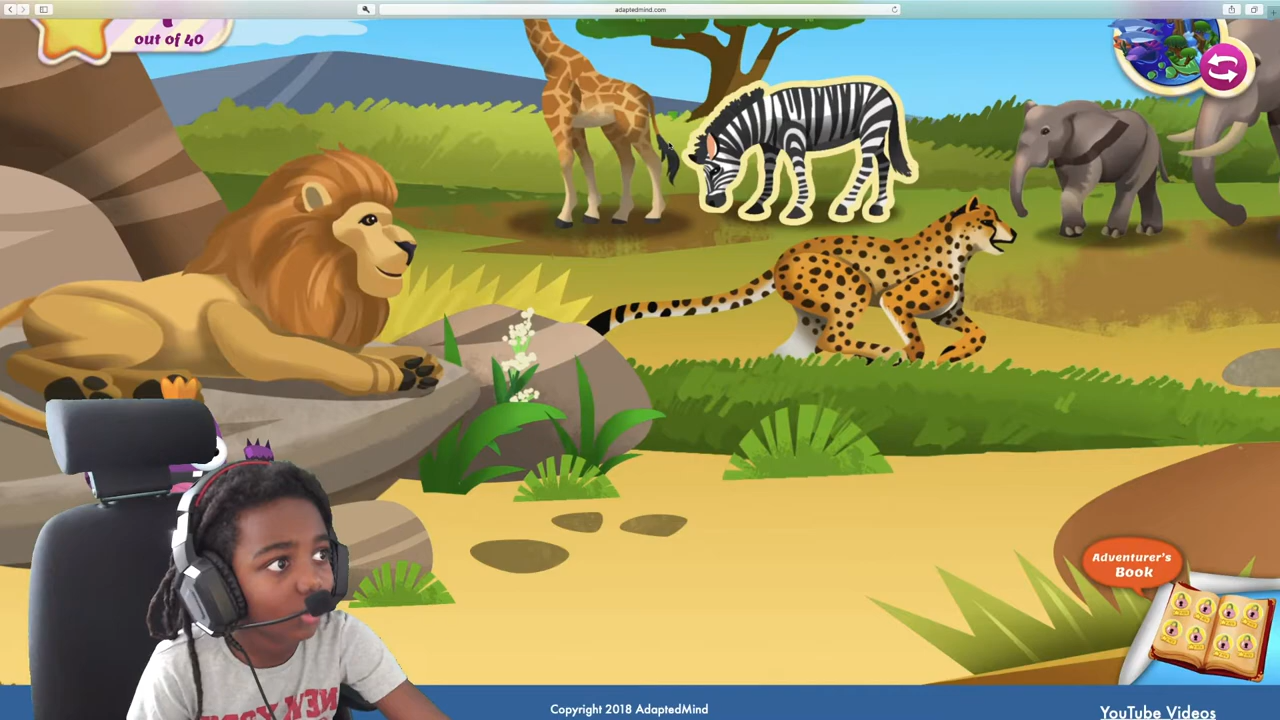 adaptedmind.com
out of 40
Adventurer's
Book
Copyright 2018 AdaptedMind
YouTube Videos